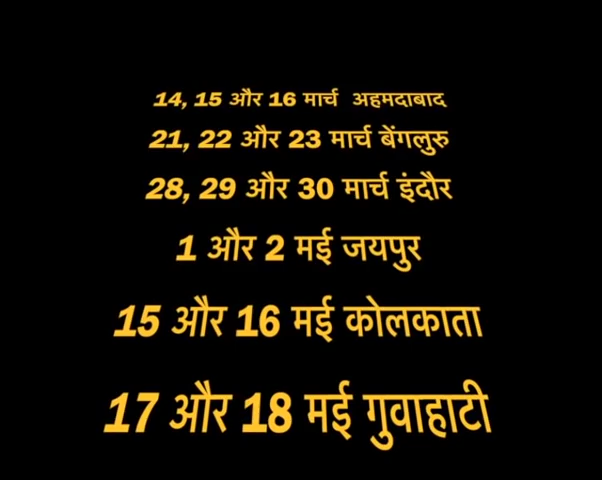 14, 15 और 16 मार्च अहमदाबाद
21, 22 और 23 मार्च बेंगलुरु
28, 29 और 30 मार्च इंदौर
1 और 2 मई जयपुर
15 और 16 मई कोलकाता
17 और 18 मई गुवाहाटी